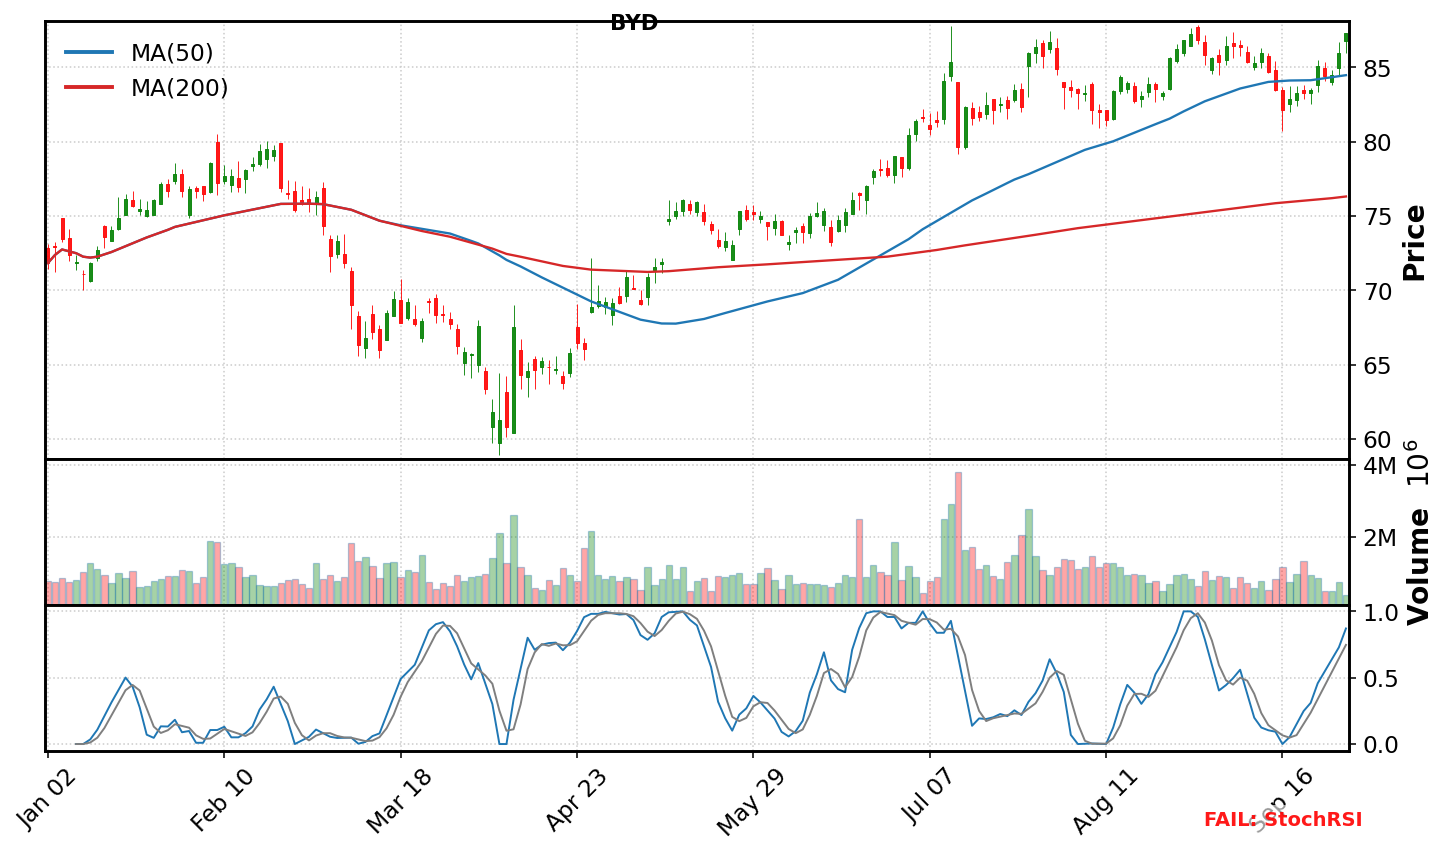 BYD
MA(50)
MA(200)
85
80
75
70
65
60
Price
4M
2M
Volume 10^6
1.0
0.5
0.0
Jan 02
Feb 10
Mar 18
Apr 23
May 29
Jul 07
Aug 11
Sep 16
FAIL: StochRSI